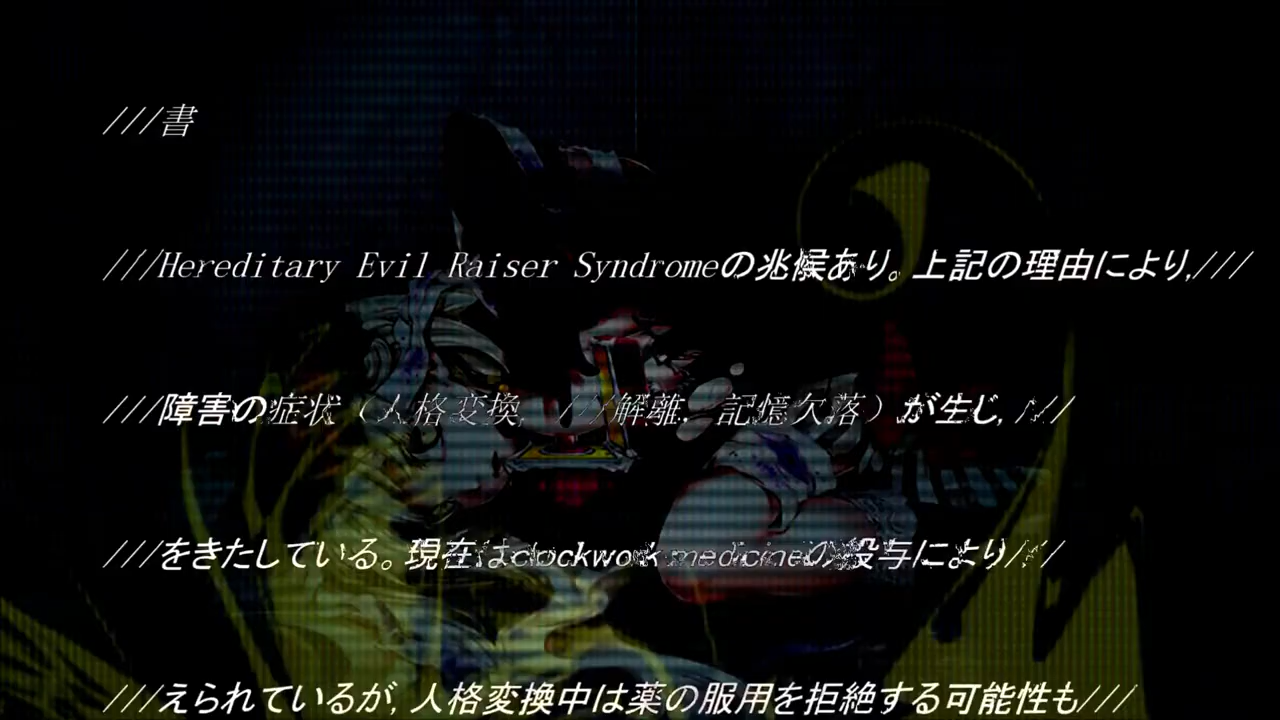 ///書
///Hereditary Evil Raiser Syndromeの兆候あり。上記の理由により,///
///障害の症状（人格変換, ///解離, 記憶欠落）が生じ, ///
///をきたしている。現在はclockwork medicineの投与により///
///えられているが, 人格変換中は薬の服用を拒絶する可能性も///